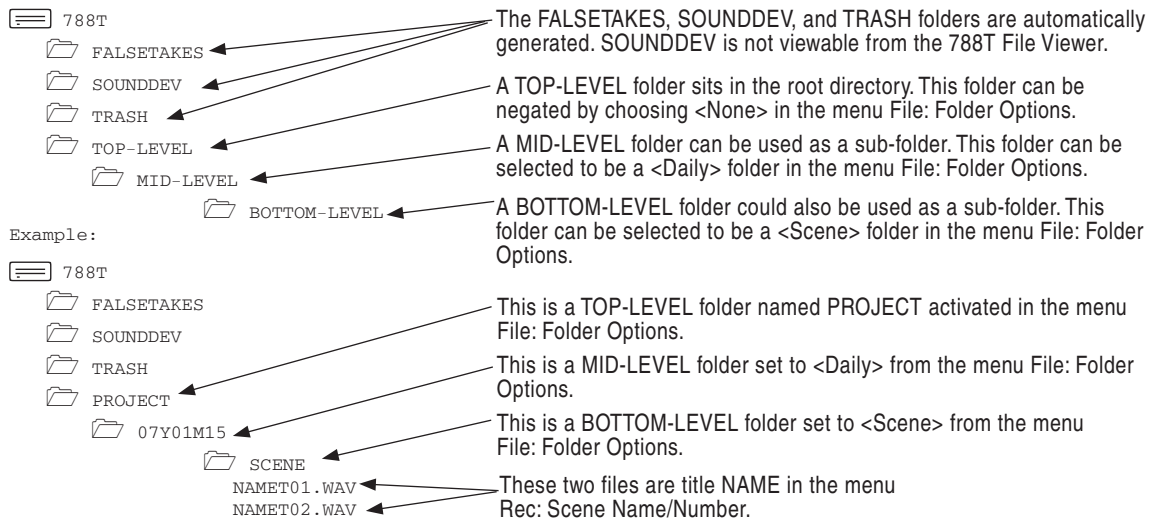 788T
FALSETAKES
SOUNDDEV
TRASH
TOP-LEVEL
MID-LEVEL
BOTTOM-LEVEL
The FALSETAKES, SOUNDDEV, and TRASH folders are automatically
generated. SOUNDDEV is not viewable from the 788T File Viewer.
A TOP-LEVEL folder sits in the root directory. This folder can be
negated by choosing <None> in the menu File: Folder Options.
A MID-LEVEL folder can be used as a sub-folder. This folder can be
selected to be a <Daily> folder in the menu File: Folder Options.
A BOTTOM-LEVEL folder could also be used as a sub-folder. This
folder can be selected to be a <Scene> folder in the menu File: Folder
Options.
Example:
788T
FALSETAKES
SOUNDDEV
TRASH
PROJECT
07Y01M15
SCENE
NAMET01.WAV
NAMET02.WAV
This is a TOP-LEVEL folder named PROJECT activated in the menu
File: Folder Options.
This is a MID-LEVEL folder set to <Daily> from the menu File: Folder
Options.
This is a BOTTOM-LEVEL folder set to <Scene> from the menu
File: Folder Options.
These two files are title NAME in the menu
Rec: Scene Name/Number.